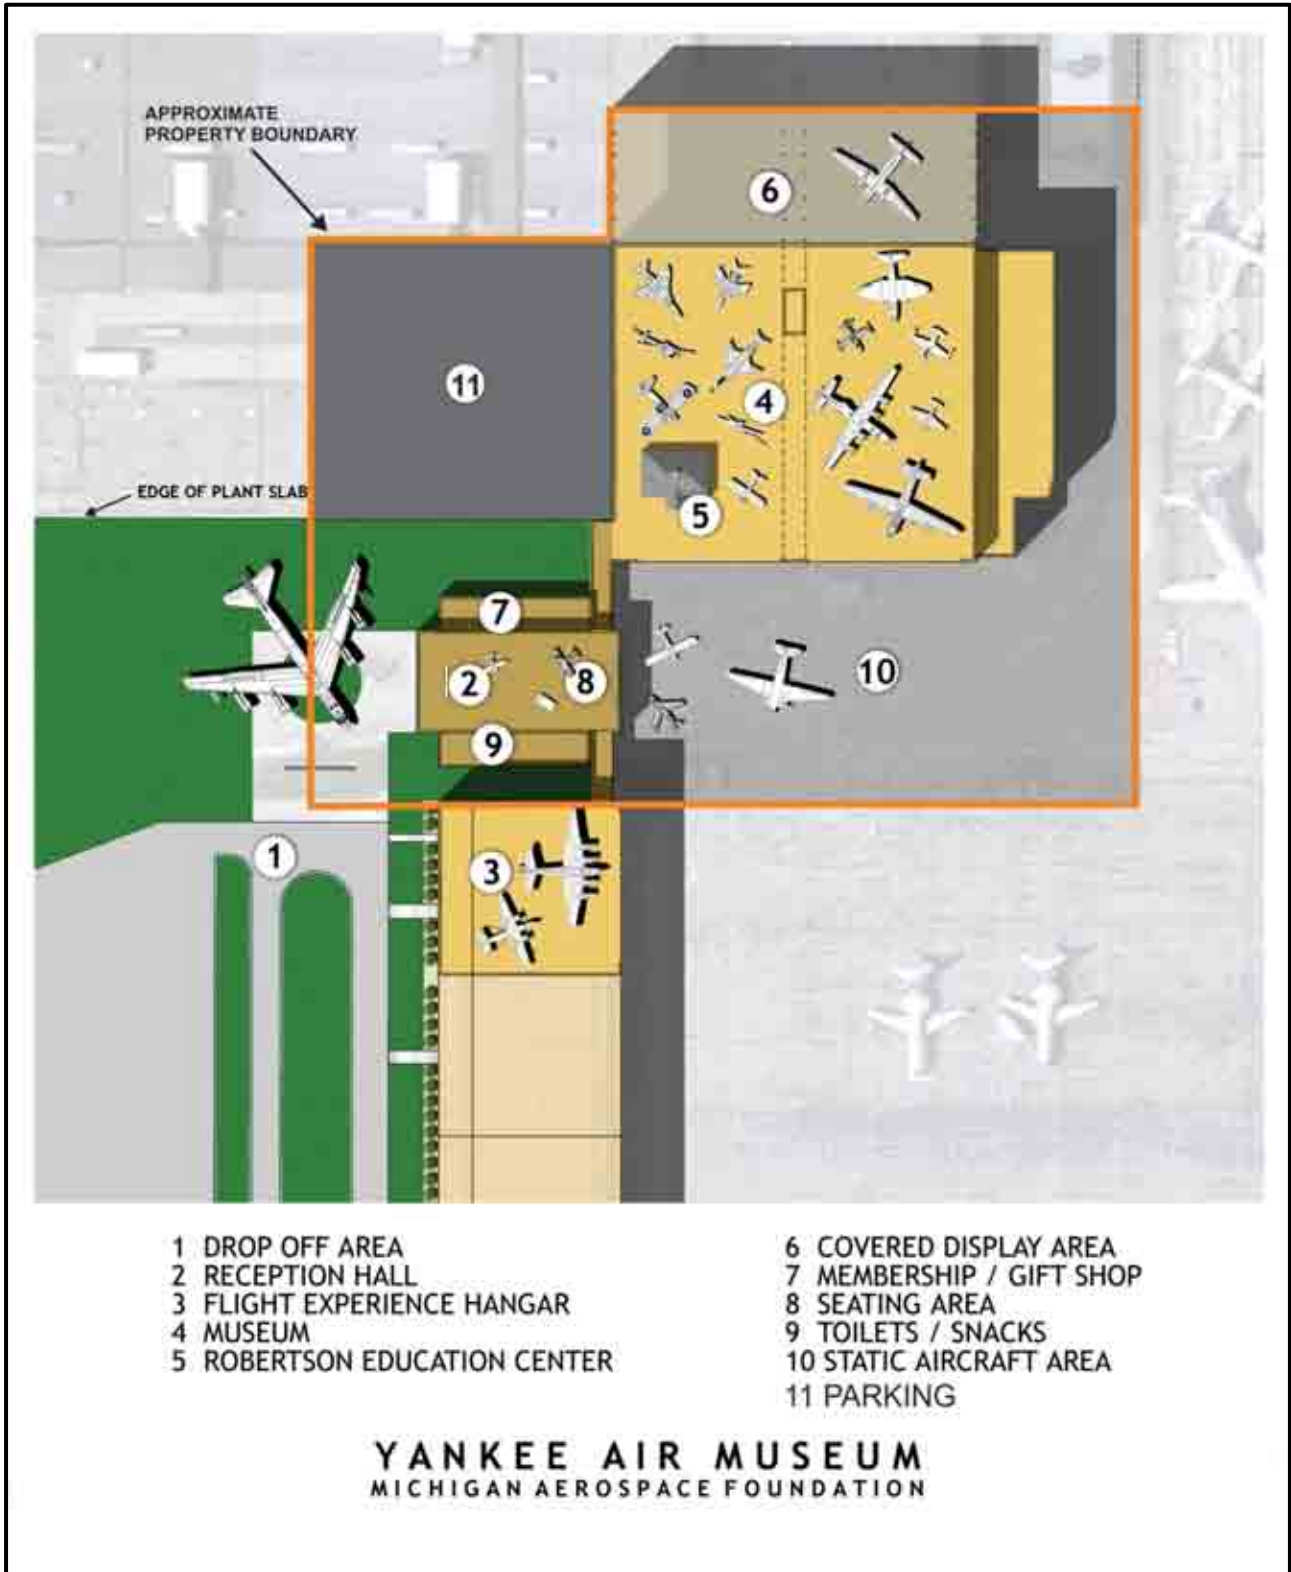 APPROXIMATE
PROPERTY BOUNDARY
6
11
4
EDGE OF PLANT SLAB
5
7
2
8
10
9
1
3
1 DROP OFF AREA
2 RECEPTION HALL
3 FLIGHT EXPERIENCE HANGAR
4 MUSEUM
5 ROBERTSON EDUCATION CENTER
6 COVERED DISPLAY AREA
7 MEMBERSHIP / GIFT SHOP
8 SEATING AREA
9 TOILETS / SNACKS
10 STATIC AIRCRAFT AREA
11 PARKING
YANKEE AIR MUSEUM
MICHIGAN AEROSPACE FOUNDATION